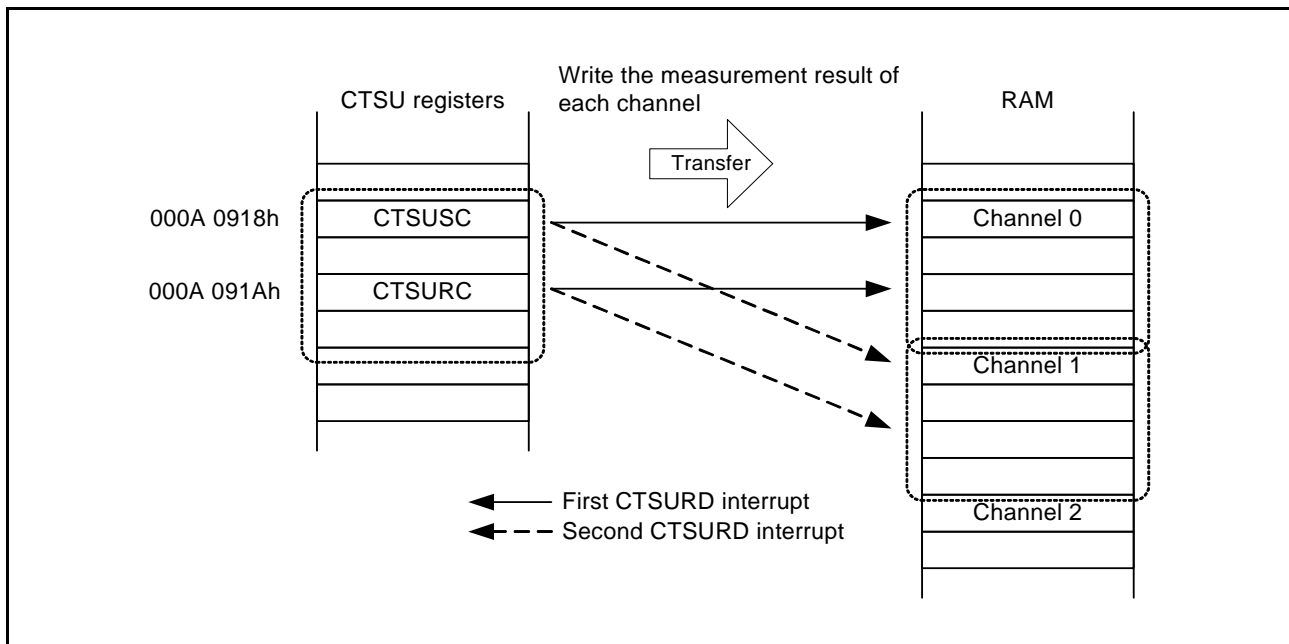 Write the measurement result of
each channel
CTSU registers
RAM
Transfer
000A 0918h
CTSUSC
Channel 0
000A 091Ah
CTSURC
Channel 1
First CTSURD interrupt
Second CTSURD interrupt
Channel 2